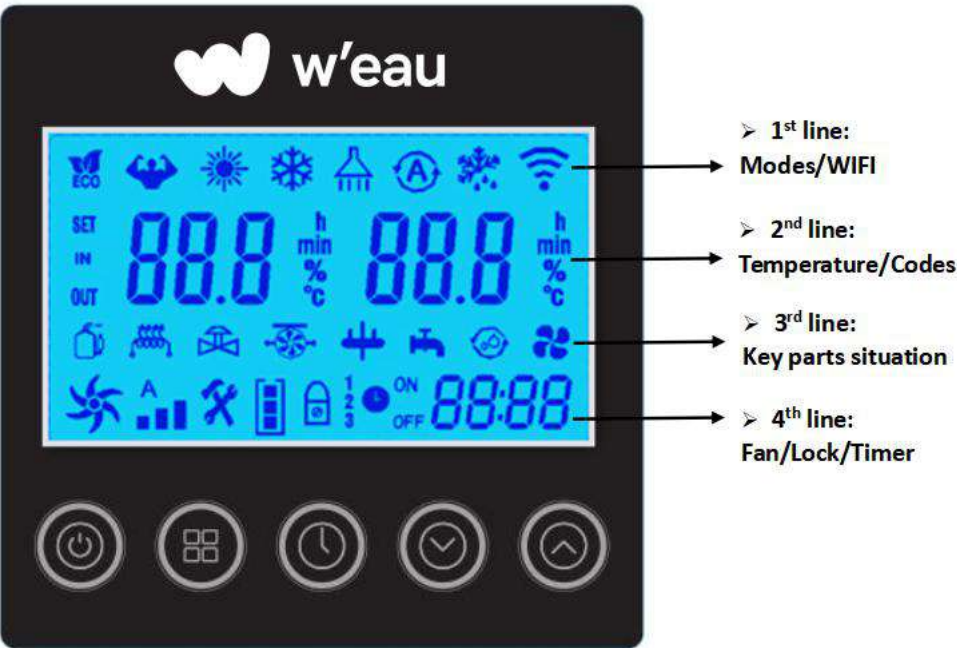 w'eau
ECO
A
SET
IN
OUT
88.8
h
min
%
°C
88.8
h
min
%
°C
A
1
2
3
ON
OFF
88:88
➢ 1st line:
Modes/WIFI
➢ 2nd line:
Temperature/Codes
➢ 3rd line:
Key parts situation
➢ 4th line:
Fan/Lock/Timer